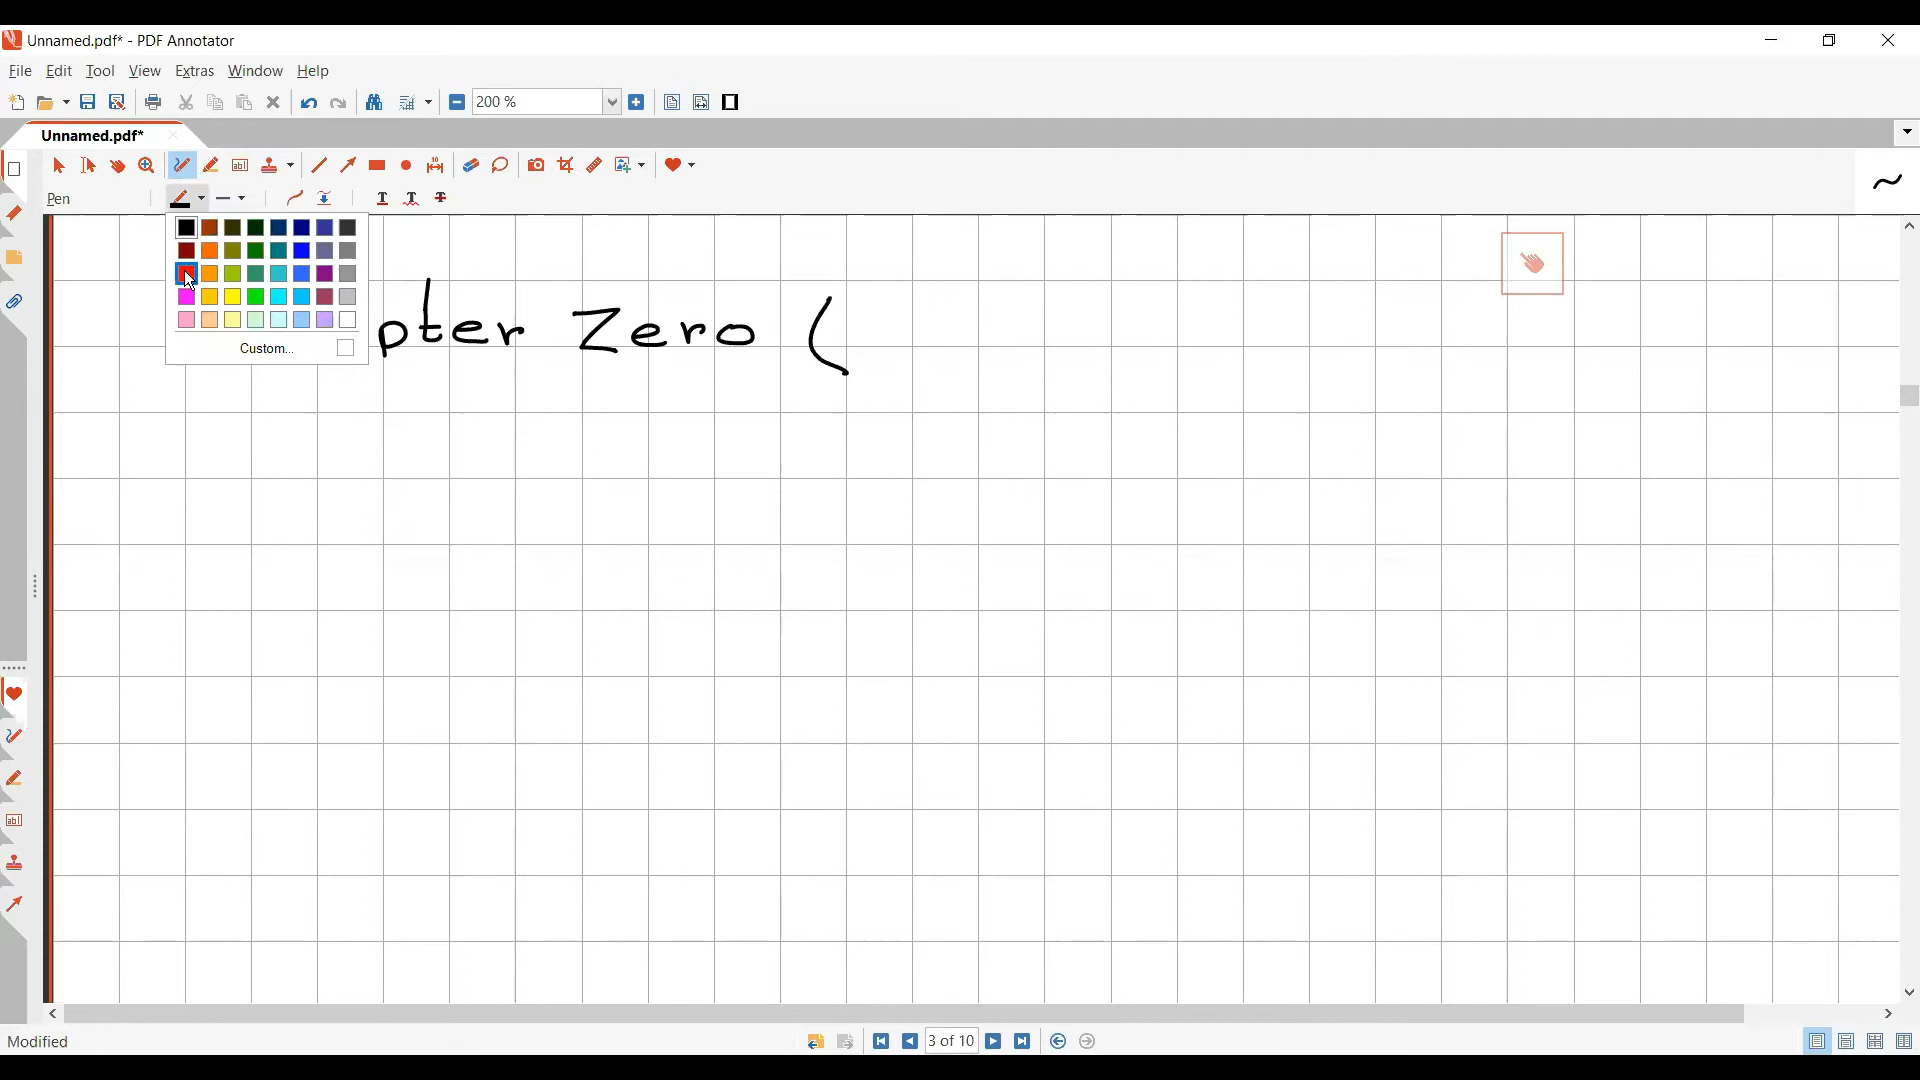 Unnamed.pdf* - PDF Annotator
File Edit Tool View Extras Window Help
200 %
Unnamed.pdf*
Pen
pter Zero (
Custom...
Modified
3 of 10